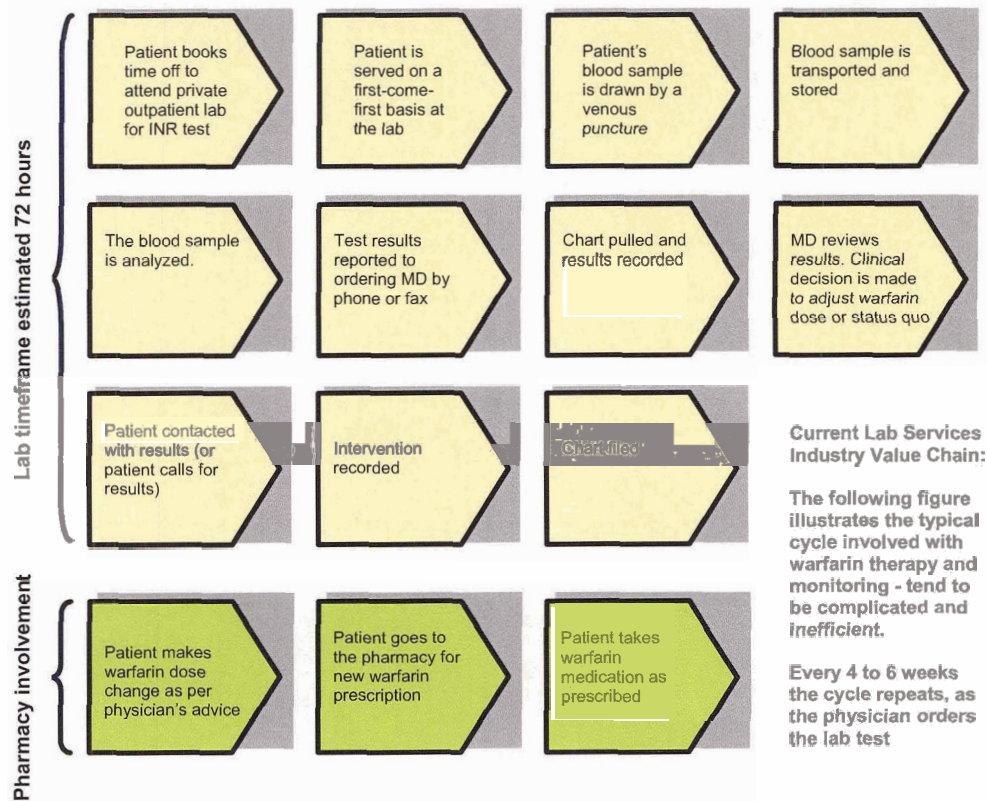 Lab timeframe estimated 72 hours
Patient books
time off to
attend private
outpatient lab
for INR test
Patient is
served on a
first-come-
first basis at
the lab
Patient's
blood sample
is drawn by a
venous
puncture
Blood sample is
transported and
stored
The blood sample
is analyzed.
Test results
reported to
ordering MD by
phone or fax
Chart pulled and
results recorded
MD reviews
results. Clinical
decision is made
to adjust warfarin
dose or status quo
Patient contacted
with results (or
patient calls for
results)
Intervention
recorded
Chart filed
Current Lab Services
Industry Value Chain:
The following figure
illustrates the typical
cycle involved with
warfarin therapy and
monitoring - tend to
be complicated and
inefficient.
Every 4 to 6 weeks
the cycle repeats, as
the physician orders
the lab test
Pharmacy involvement
Patient makes
warfarin dose
change as per
physician's advice
Patient goes to
the pharmacy for
new warfarin
prescription
Patient takes
warfarin
medication as
prescribed